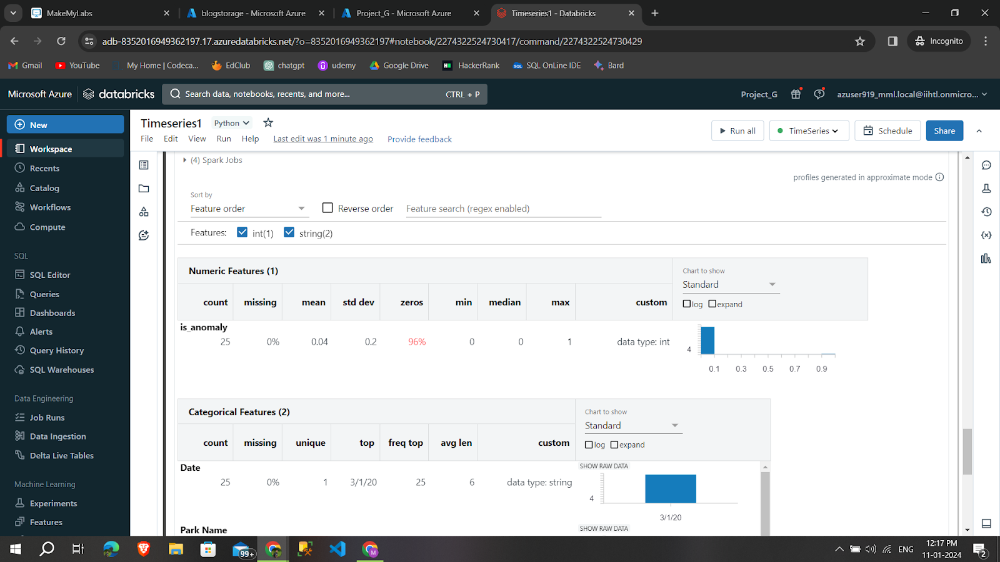 MakeMyLabs
blogstorage - Microsoft Azure
Project_G - Microsoft Azure
Timeseries1 - Databricks
adb-8352016949362197.17.azuredatabricks.net/?o=8352016949362197#notebook/2274322524730417/command/2274322524730429
Incognito
Gmail
YouTube
My Home | Codeca...
EdClub
chatgpt
udemy
Google Drive
HackerRank
SQL OnLine IDE
Bard
Microsoft Azure
databricks
Search data, notebooks, recents, and more...
CTRL + P
Project_G
azuser919_mml.local@iihtl.onmicro...
New
Workspace
Recents
Catalog
Workflows
Compute
SQL
SQL Editor
Queries
Dashboards
Alerts
Query History
SQL Warehouses
Data Engineering
Job Runs
Data Ingestion
Delta Live Tables
Machine Learning
Experiments
Features
Timeseries1
Python
File Edit View Run Help Last edit was 1 minute ago Provide feedback
Run all
TimeSeries
Schedule
Share
(4) Spark Jobs
profiles generated in approximate mode
Sort by
Feature order
Reverse order
Feature search (regex enabled)
Features: int(1) string(2)
Numeric Features (1)
Chart to show
Standard
log expand
count missing mean std dev zeros min median max custom
is_anomaly
25 0% 0.04 0.2 96% 0 0 1 data type: int
4
0.1 0.3 0.5 0.7 0.9
Categorical Features (2)
Chart to show
Standard
log expand
count missing unique top freq top avg len custom
Date
SHOW RAW DATA
25 0% 1 3/1/20 25 6 data type: string
4
3/1/20
Park Name
SHOW RAW DATA
99+
ENG
12:17 PM
11-01-2024
2